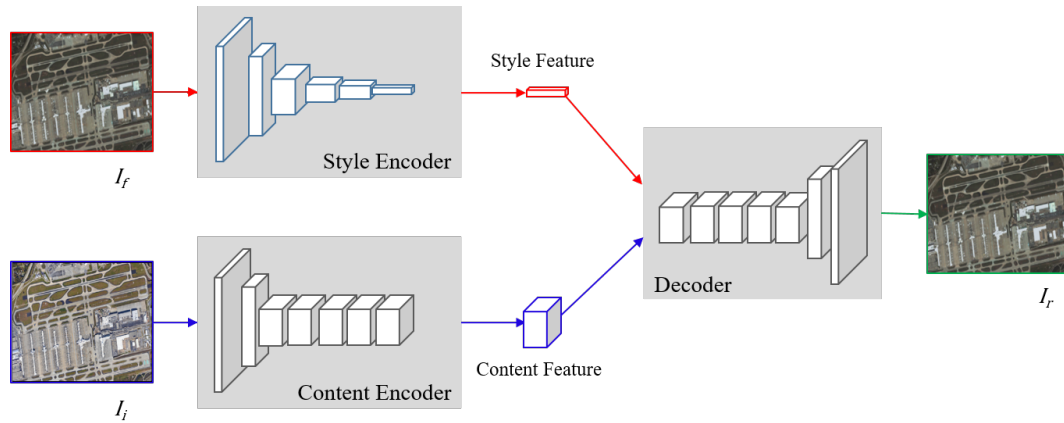 Style Feature
Style Encoder
I_f
Decoder
I_r
Content Feature
Content Encoder
I_i